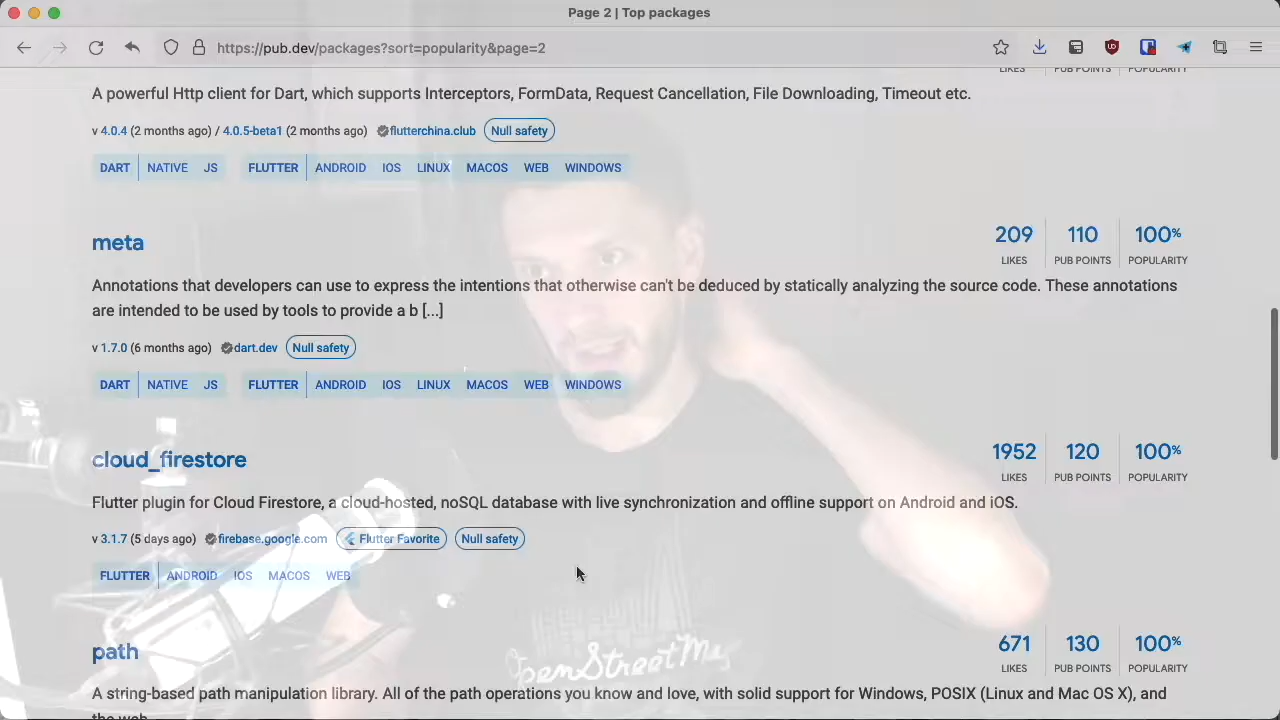 Page 2 | Top packages
https://pub.dev/packages?sort=popularity&page=2
LIKES PUB POINTS POPULARITY
A powerful Http client for Dart, which supports Interceptors, FormData, Request Cancellation, File Downloading, Timeout etc.
v 4.0.4 (2 months ago) / 4.0.5-beta1 (2 months ago) flutterchina.club Null safety
DART NATIVE JS FLUTTER ANDROID IOS LINUX MACOS WEB WINDOWS
meta 209 110 100%
LIKES PUB POINTS POPULARITY
Annotations that developers can use to express the intentions that otherwise can't be deduced by statically analyzing the source code. These annotations
are intended to be used by tools to provide a b [...]
v 1.7.0 (6 months ago) dart.dev Null safety
DART NATIVE JS FLUTTER ANDROID IOS LINUX MACOS WEB WINDOWS
cloud_firestore 1952 120 100%
LIKES PUB POINTS POPULARITY
Flutter plugin for Cloud Firestore, a cloud-hosted, noSQL database with live synchronization and offline support on Android and iOS.
v 3.1.7 (5 days ago) firebase.google.com Flutter Favorite Null safety
FLUTTER ANDROID IOS MACOS WEB
path 671 130 100%
LIKES PUB POINTS POPULARITY
OpenStreetMap
A string-based path manipulation library. All of the path operations you know and love, with solid support for Windows, POSIX (Linux and Mac OS X), and
the web.